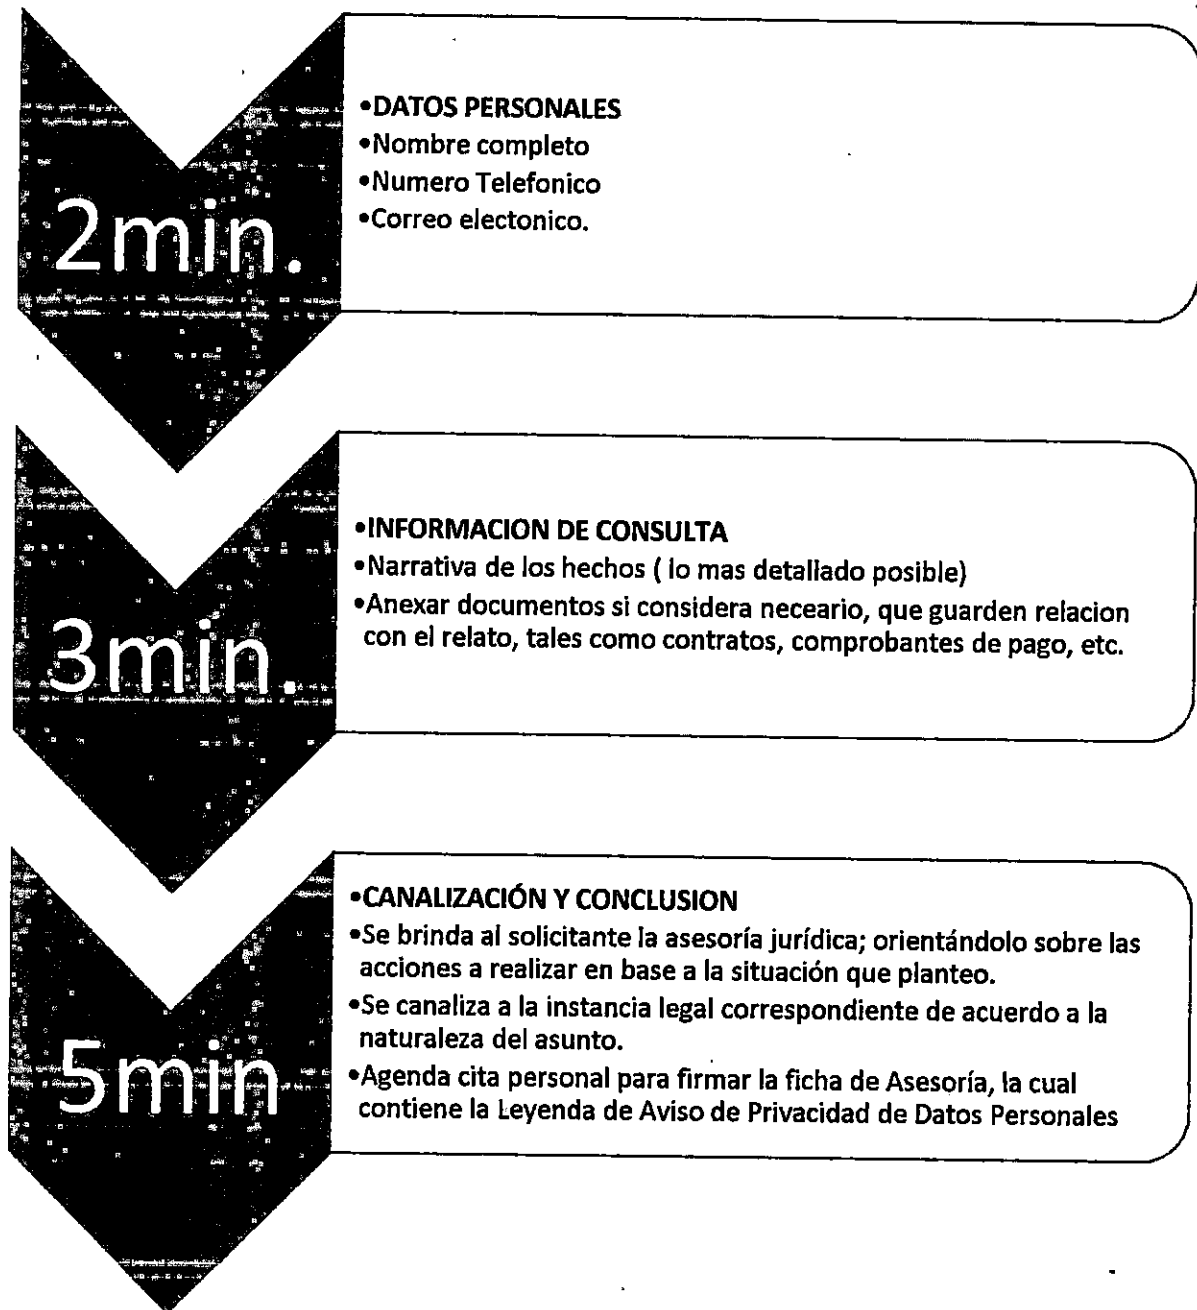 •DATOS PERSONALES
•Nombre completo
•Numero Telefonico
•Correo electonico.
2min.
•INFORMACION DE CONSULTA
•Narrativa de los hechos ( lo mas detallado posible)
•Anexar documentos si considera neceario, que guarden relacion
con el relato, tales como contratos, comprobantes de pago, etc.
3min.
•CANALIZACIÓN Y CONCLUSION
•Se brinda al solicitante la asesoría jurídica; orientándolo sobre las
acciones a realizar en base a la situación que planteo.
•Se canaliza a la instancia legal correspondiente de acuerdo a la
naturaleza del asunto.
•Agenda cita personal para firmar la ficha de Asesoría, la cual
contiene la Leyenda de Aviso de Privacidad de Datos Personales
5min